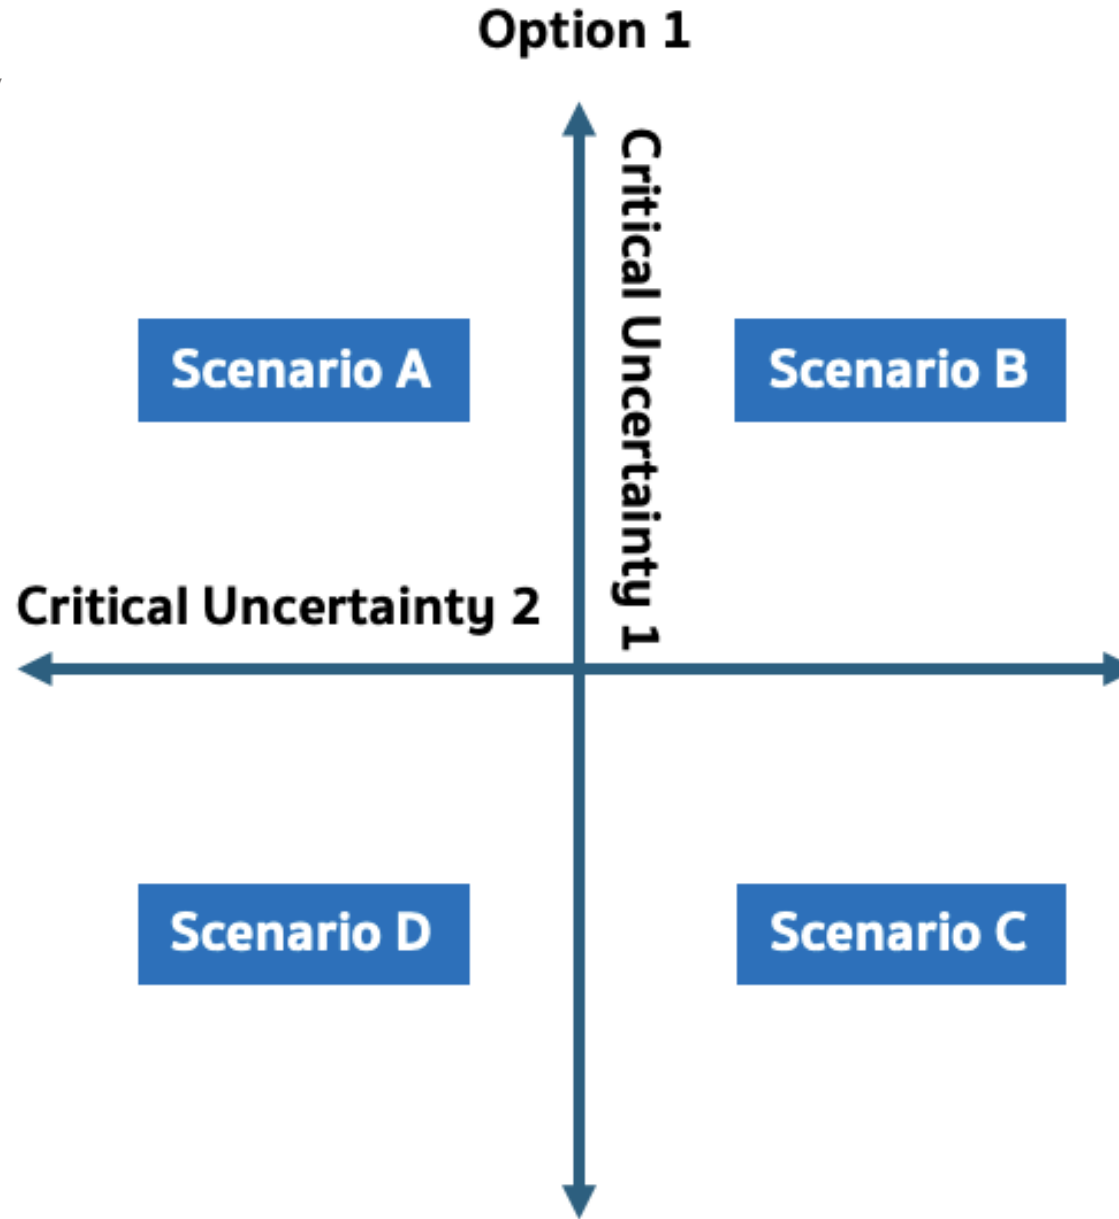 Option 1
Critical Uncertainty 1
Scenario A
Scenario B
Critical Uncertainty 2
Scenario D
Scenario C